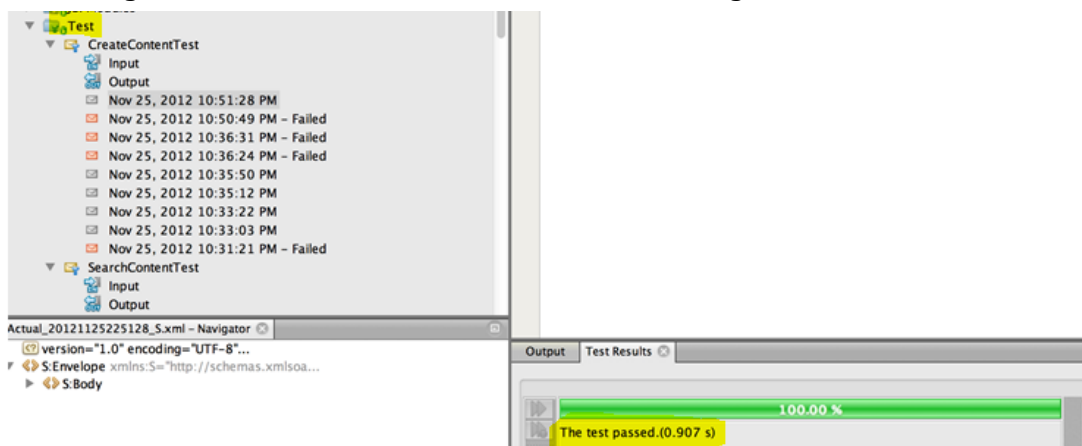 Test
CreateContentTest
Input
Output
Nov 25, 2012 10:51:28 PM
Nov 25, 2012 10:50:49 PM – Failed
Nov 25, 2012 10:36:31 PM – Failed
Nov 25, 2012 10:36:24 PM – Failed
Nov 25, 2012 10:35:50 PM
Nov 25, 2012 10:35:12 PM
Nov 25, 2012 10:33:22 PM
Nov 25, 2012 10:33:03 PM
Nov 25, 2012 10:31:21 PM – Failed
SearchContentTest
Input
Output
Actual_20121125225128_S.xml – Navigator
version="1.0" encoding="UTF-8"...
S:Envelope xmlns:S="http://schemas.xmlsoa...
S:Body
Output Test Results
100.00 %
The test passed.(0.907 s)